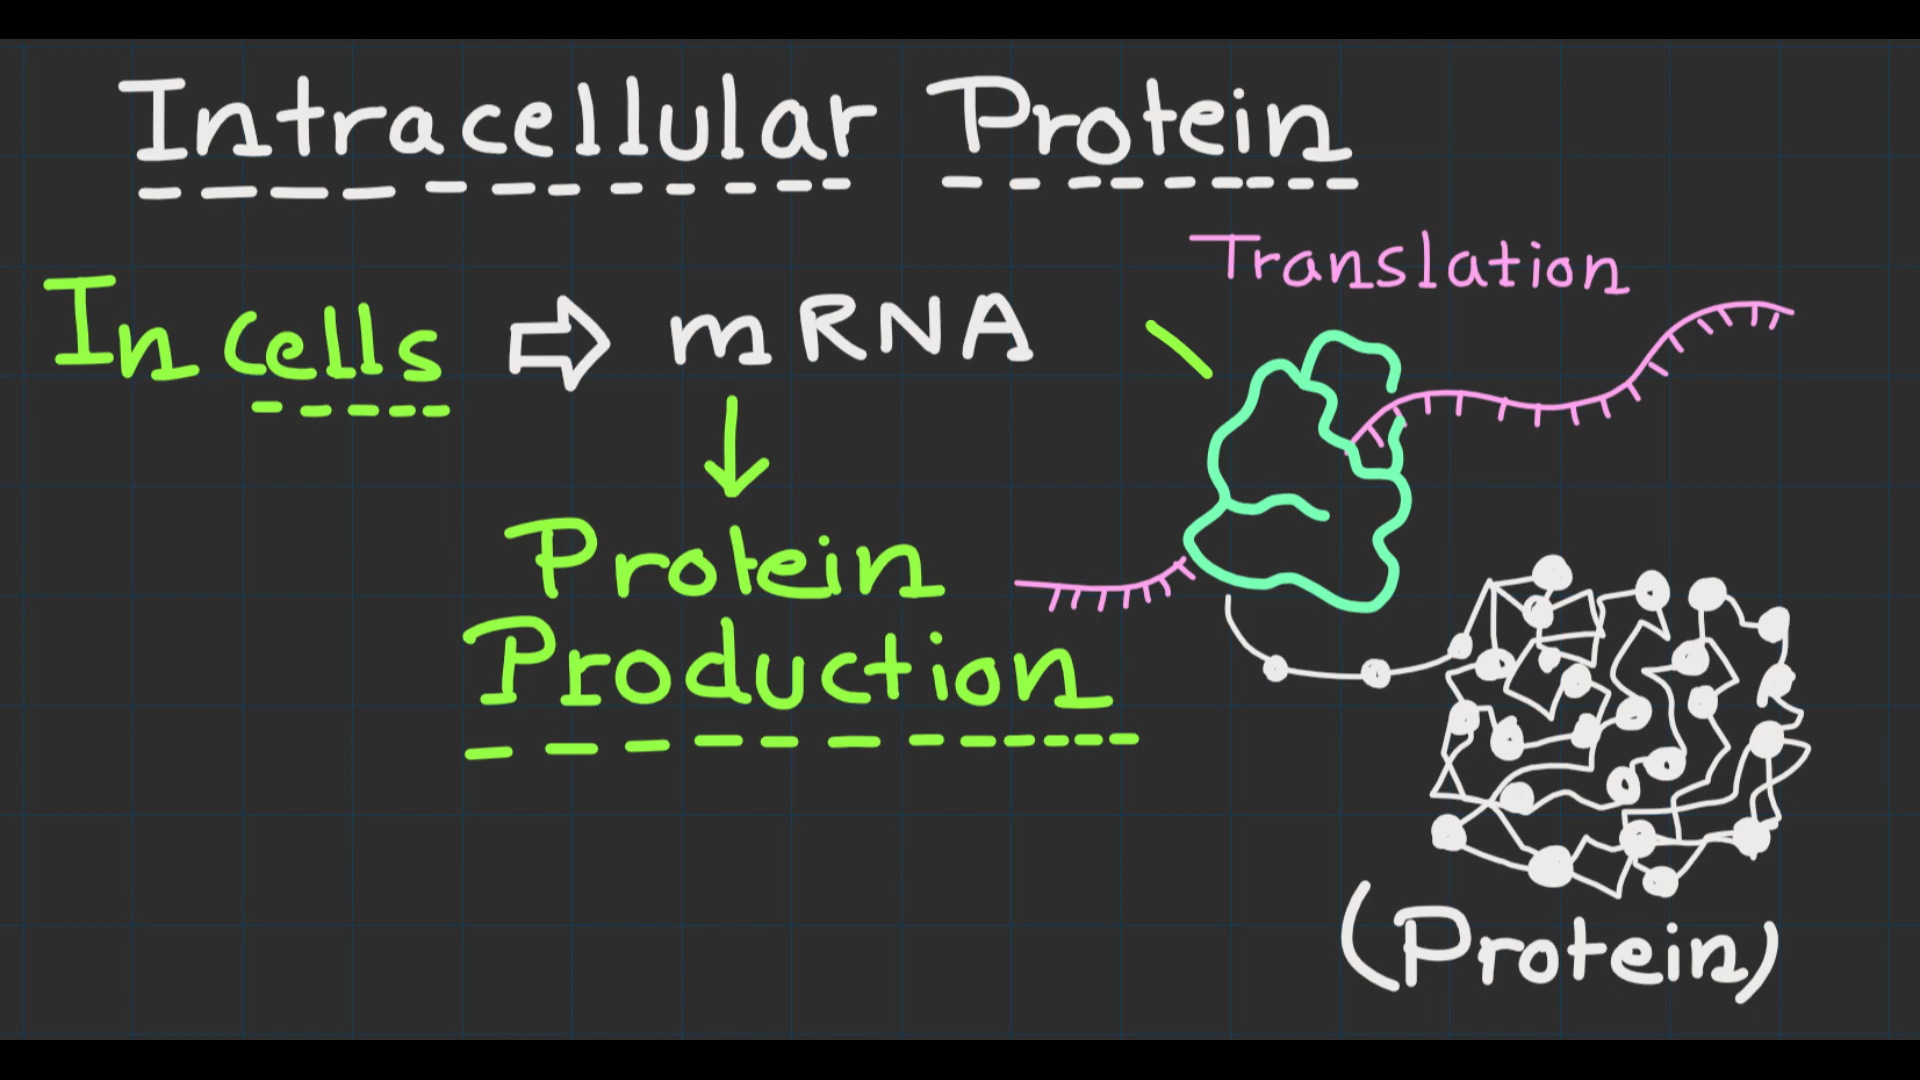 Intracellular Protein
Translation
In cells ⇨ mRNA
Protein
Production
(Protein)